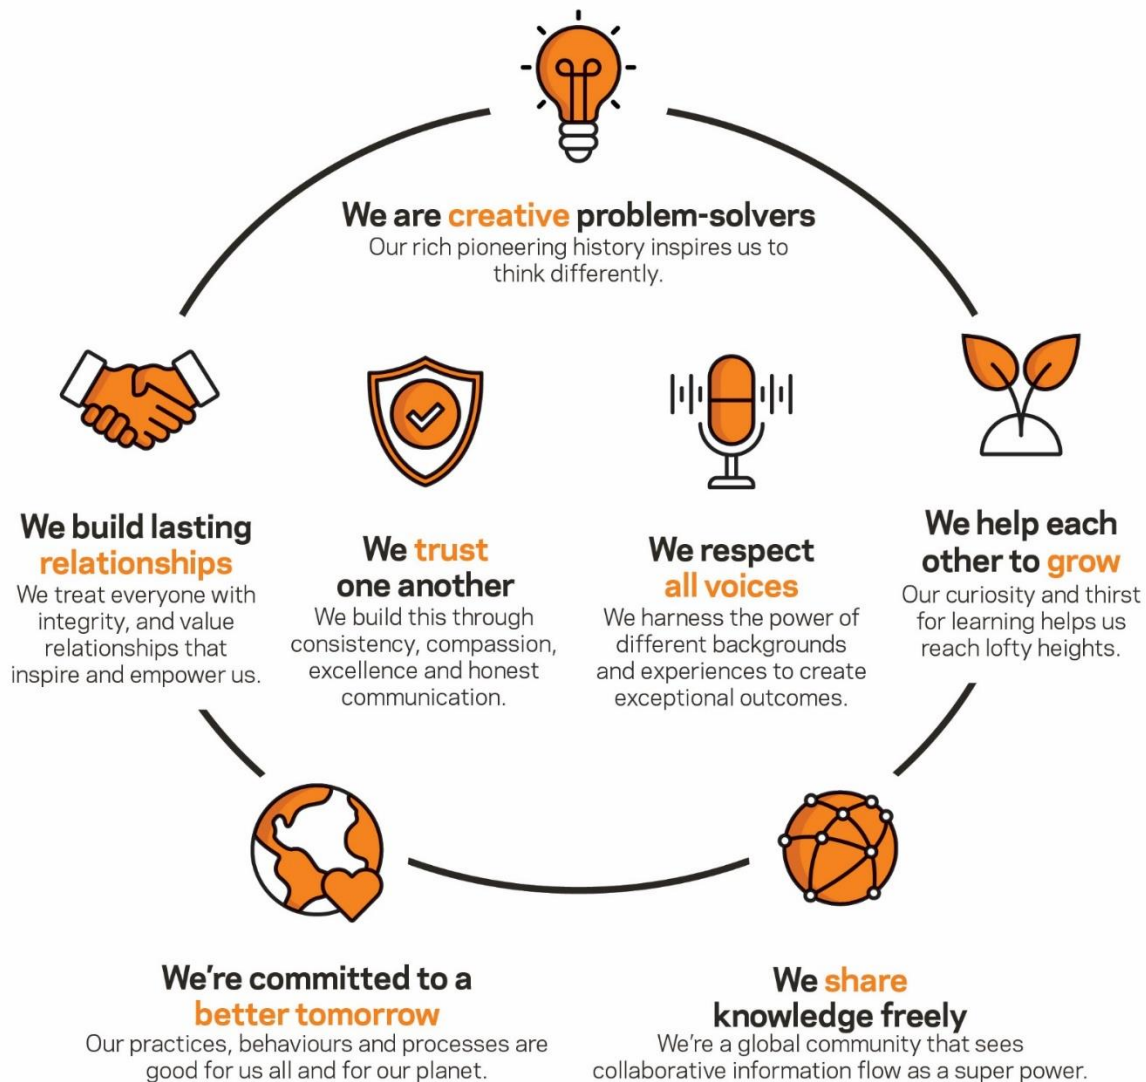 We are creative problem-solvers
Our rich pioneering history inspires us to
think differently.
We build lasting
relationships
We treat everyone with
integrity, and value
relationships that
inspire and empower us.
We trust
one another
We build this through
consistency, compassion,
excellence and honest
communication.
We respect
all voices
We harness the power of
different backgrounds
and experiences to create
exceptional outcomes.
We help each
other to grow
Our curiosity and thirst
for learning helps us
reach lofty heights.
We're committed to a
better tomorrow
Our practices, behaviours and processes are
good for us all and for our planet.
We share
knowledge freely
We're a global community that sees
collaborative information flow as a super power.